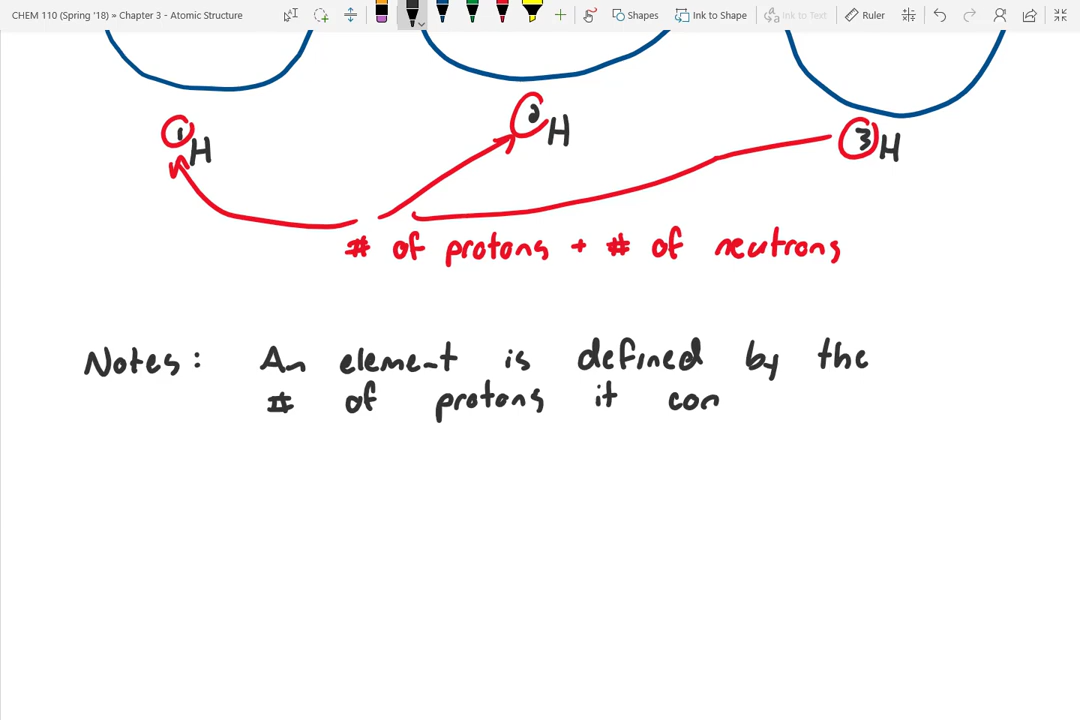 CHEM 110 (Spring '18) » Chapter 3 - Atomic Structure
Shapes
Ink to Shape
Ink to Text
Ruler
1H
2H
3H
# of protons + # of neutrons
Notes: An element is defined by the
# of protons it con